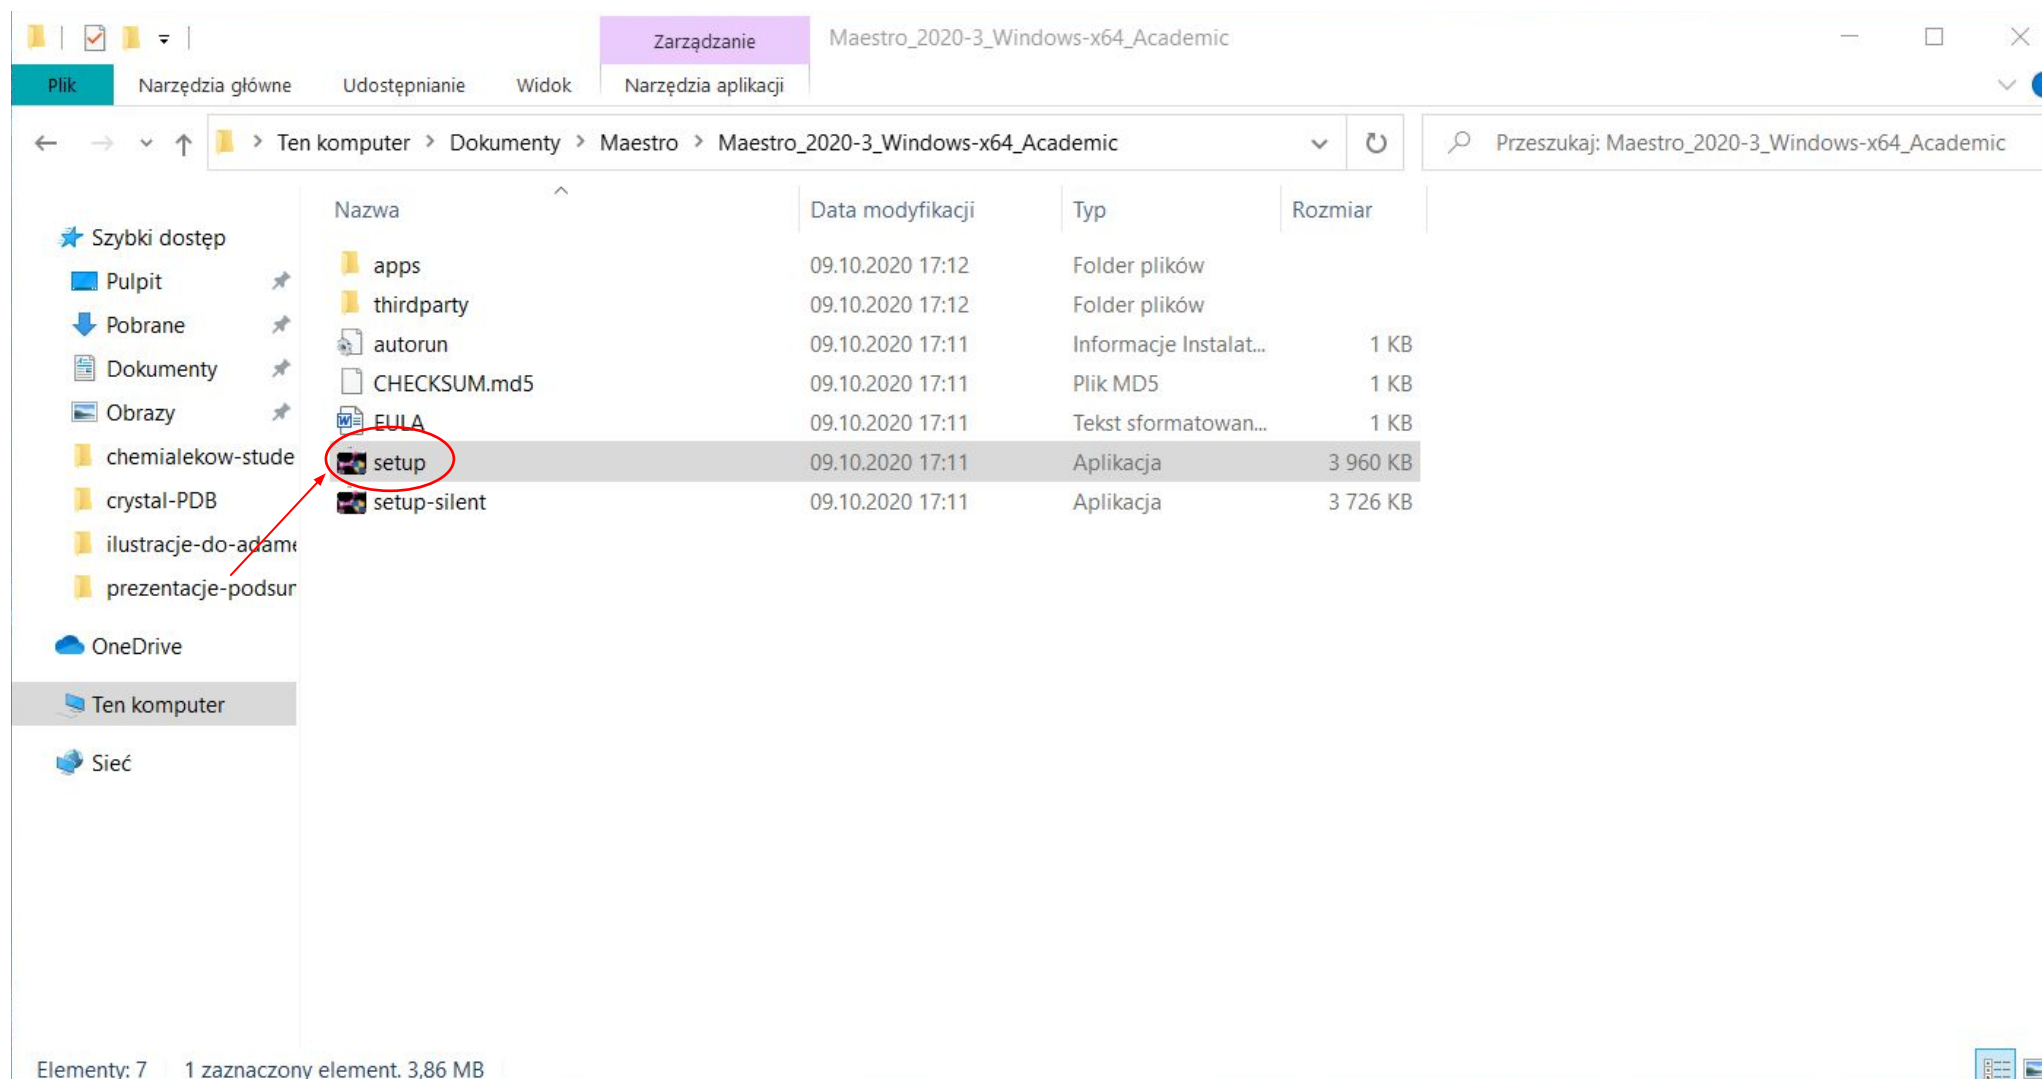 Zarządzanie
Maestro_2020-3_Windows-x64_Academic
Plik Narzędzia główne Udostępnianie Widok Narzędzia aplikacji
Ten komputer > Dokumenty > Maestro > Maestro_2020-3_Windows-x64_Academic
Przeszukaj: Maestro_2020-3_Windows-x64_Academic
Nazwa Data modyfikacji Typ Rozmiar
Szybki dostęp
Pulpit
Pobrane
Dokumenty
Obrazy
chemialekow-stude
crystal-PDB
ilustracje-do-adame
prezentacje-podsum
OneDrive
Ten komputer
Sieć
apps 09.10.2020 17:12 Folder plików
thirdparty 09.10.2020 17:12 Folder plików
autorun 09.10.2020 17:11 Informacje Instalat... 1 KB
CHECKSUM.md5 09.10.2020 17:11 Plik MD5 1 KB
EULA 09.10.2020 17:11 Tekst sformatowan... 1 KB
setup 09.10.2020 17:11 Aplikacja 3 960 KB
setup-silent 09.10.2020 17:11 Aplikacja 3 726 KB
Elementy: 7 1 zaznaczony element. 3,86 MB